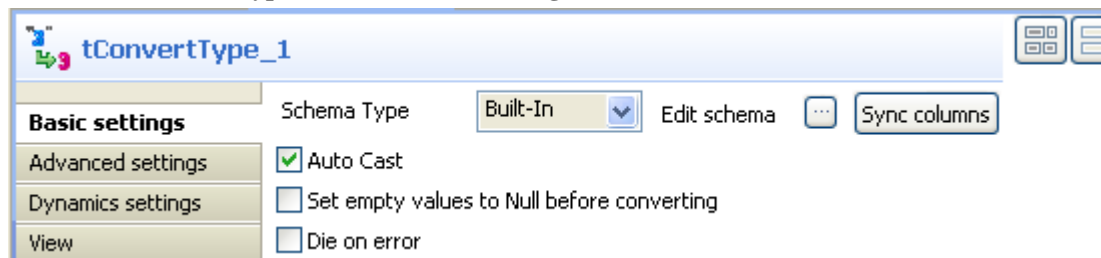 tConvertType_1
Basic settings
Schema Type Built-In Edit schema ... Sync columns
Advanced settings
Auto Cast
Dynamics settings
Set empty values to Null before converting
View
Die on error